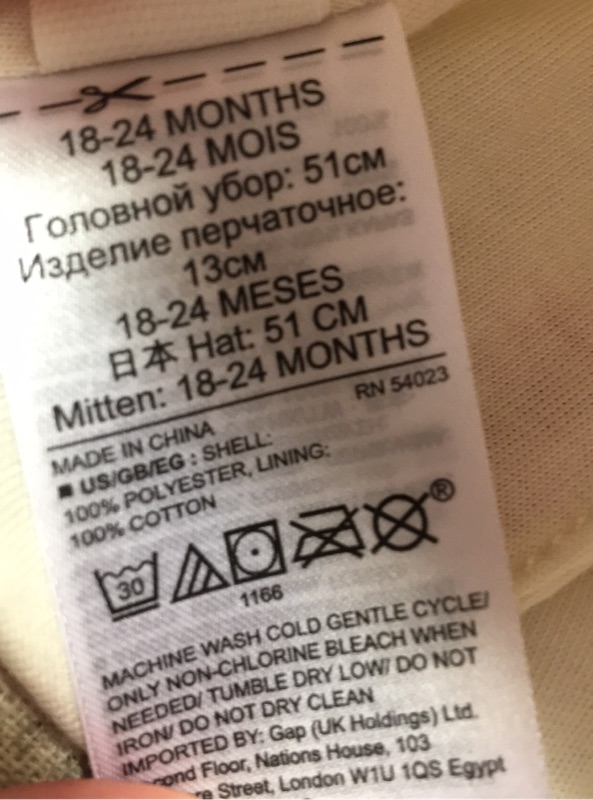 18-24 MONTHS
18-24 MOIS
Головной убор: 51см
Изделие перчаточное:
13см
18-24 MESES
日本 Hat: 51 CM
Mitten: 18-24 MONTHS
RN 54023
MADE IN CHINA
■ US/GB/EG : SHELL:
100% POLYESTER, LINING:
100% COTTON
30
®
1166
MACHINE WASH COLD GENTLE CYCLE/
ONLY NON-CHLORINE BLEACH WHEN
NEEDED/ TUMBLE DRY LOW/ DO NOT
IRON/ DO NOT DRY CLEAN
IMPORTED BY: Gap (UK Holdings) Ltd.
Floor, Nations House, 103
Street, London W1U 1QS Egypt